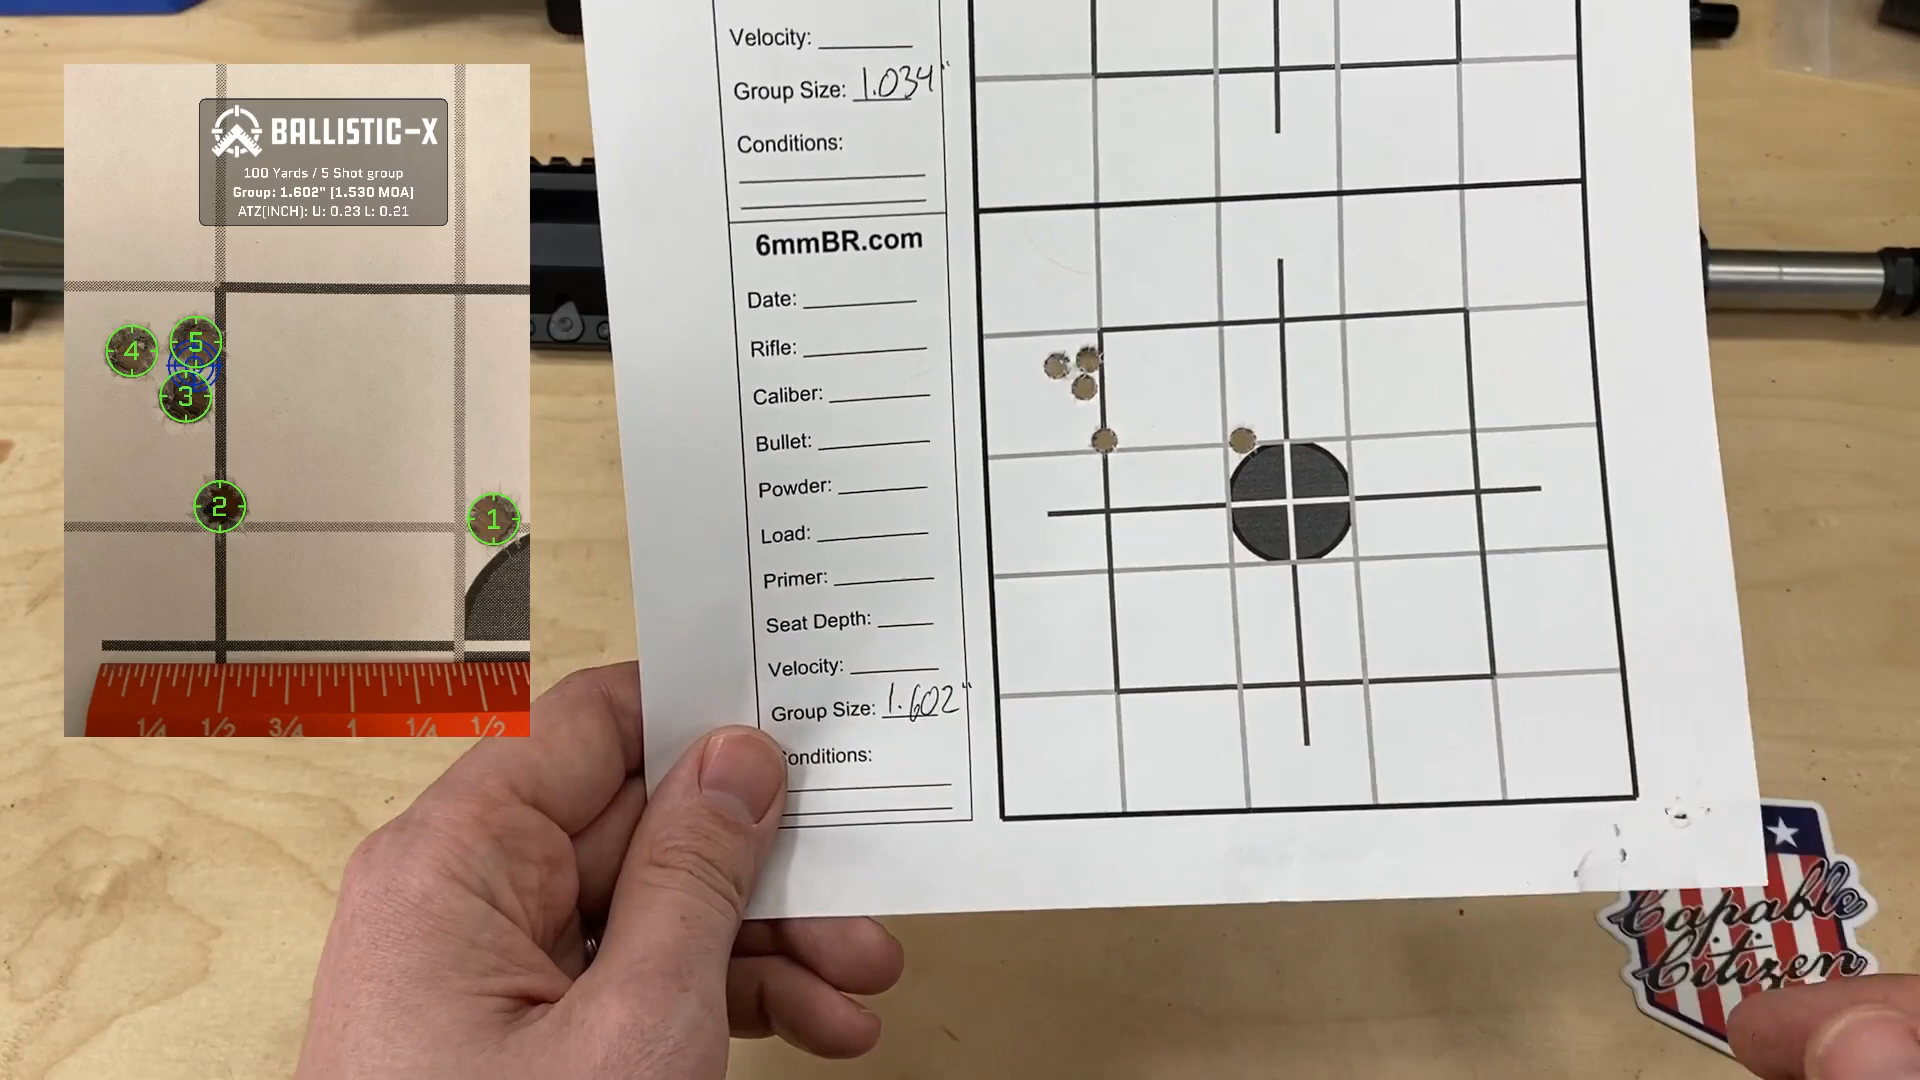 BALLISTIC-X
100 Yards / 5 Shot group
Group: 1.602" (1.530 MOA)
ATZ(INCH): U: 0.23 L: 0.21
4
5
3
2
1
1/4 1/2 3/4 1 1/4 1/2
Velocity:
Group Size: 1.034"
Conditions:
6mmBR.com
Date:
Rifle:
Caliber:
Bullet:
Powder:
Load:
Primer:
Seat Depth:
Velocity:
Group Size: 1.602"
onditions:
Capable
Citizen